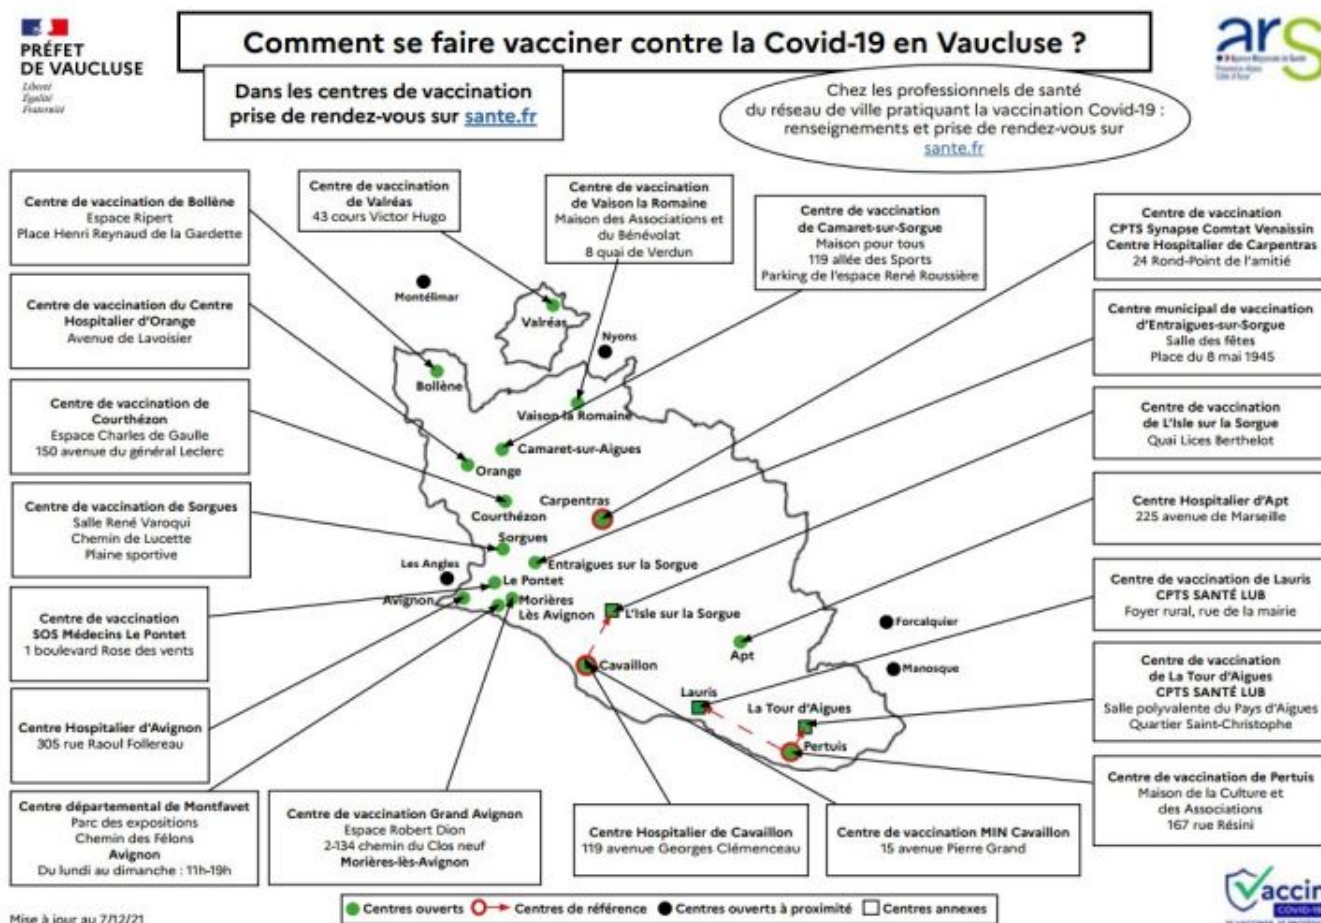 PRÉFET
DE VAUCLUSE
Liberté
Égalité
Fraternité
Comment se faire vacciner contre la Covid-19 en Vaucluse ?
ars
Agence Régionale de Santé
Provence-Alpes
Côte d'Azur
Dans les centres de vaccination
prise de rendez-vous sur sante.fr
Chez les professionnels de santé
du réseau de ville pratiquant la vaccination Covid-19 :
renseignements et prise de rendez-vous sur
sante.fr
Centre de vaccination de Bollène
Espace Ripert
Place Henri Reynaud de la Gardette
Centre de vaccination
de Valréas
43 cours Victor Hugo
Centre de vaccination
de Vaison la Romaine
Maison des Associations et
du Bénévolat
8 quai de Verdun
Centre de vaccination
de Camaret-sur-Sorgue
Maison pour tous
119 allée des Sports
Parking de l'espace René Roussière
Centre de vaccination
CPTS Synapse Comtat Venaissin
Centre Hospitalier de Carpentras
24 Rond-Point de l'amitié
Centre de vaccination du Centre
Hospitalier d'Orange
Avenue de Lavoisier
Centre municipal de vaccination
d'Entraigues-sur-Sorgue
Salle des fêtes
Place du 8 mai 1945
Centre de vaccination de
Courthézon
Espace Charles de Gaulle
150 avenue du général Leclerc
Centre de vaccination
de L'Isle sur la Sorgue
Quai Lices Berthelot
Centre de vaccination de Sorgues
Salle René Varoqui
Chemin de Lucette
Plaine sportive
Centre Hospitalier d'Apt
225 avenue de Marseille
Centre de vaccination
SOS Médecins Le Pontet
1 boulevard Rose des vents
Centre de vaccination de Lauris
CPTS SANTÉ LUB
Foyer rural, rue de la mairie
Centre Hospitalier d'Avignon
305 rue Raoul Follereau
Centre de vaccination
de La Tour d'Aigues
CPTS SANTÉ LUB
Salle polyvalente du Pays d'Aigues
Quartier Saint-Christophe
Centre départemental de Montfavet
Parc des expositions
Chemin des Félons
Avignon
Du lundi au dimanche : 11h-19h
Centre de vaccination Grand Avignon
Espace Robert Dion
2-134 chemin du Clos neuf
Morières-lès-Avignon
Centre Hospitalier de Cavaillon
119 avenue Georges Clémenceau
Centre de vaccination MIN Cavaillon
15 avenue Pierre Grand
Centre de vaccination de Pertuis
Maison de la Culture et
des Associations
167 rue Résini
Montélimar
Valréas
Nyons
Bollène
Vaison la Romaine
Camaret-sur-Aigues
Orange
Carpentras
Courthézon
Sorgues
Les Angles
Entraigues sur la Sorgue
Le Pontet
Avignon
Morières
Lès Avignon
L'Isle sur la Sorgue
Forcalquier
Apt
Cavaillon
Manosque
Lauris
La Tour d'Aigues
Pertuis
Centres ouverts
Centres de référence
Centres ouverts à proximité
Centres annexes
Mise à jour au 7/12/21
Vaccin
COVID-19